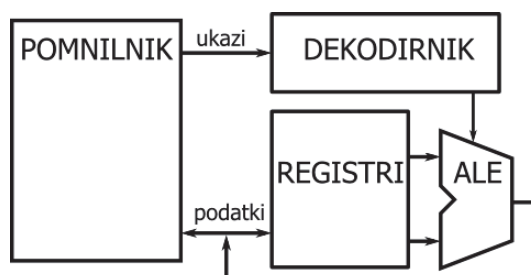 POMNILNIK
ukazi
DEKODIRNIK
REGISTRI
ALE
podatki